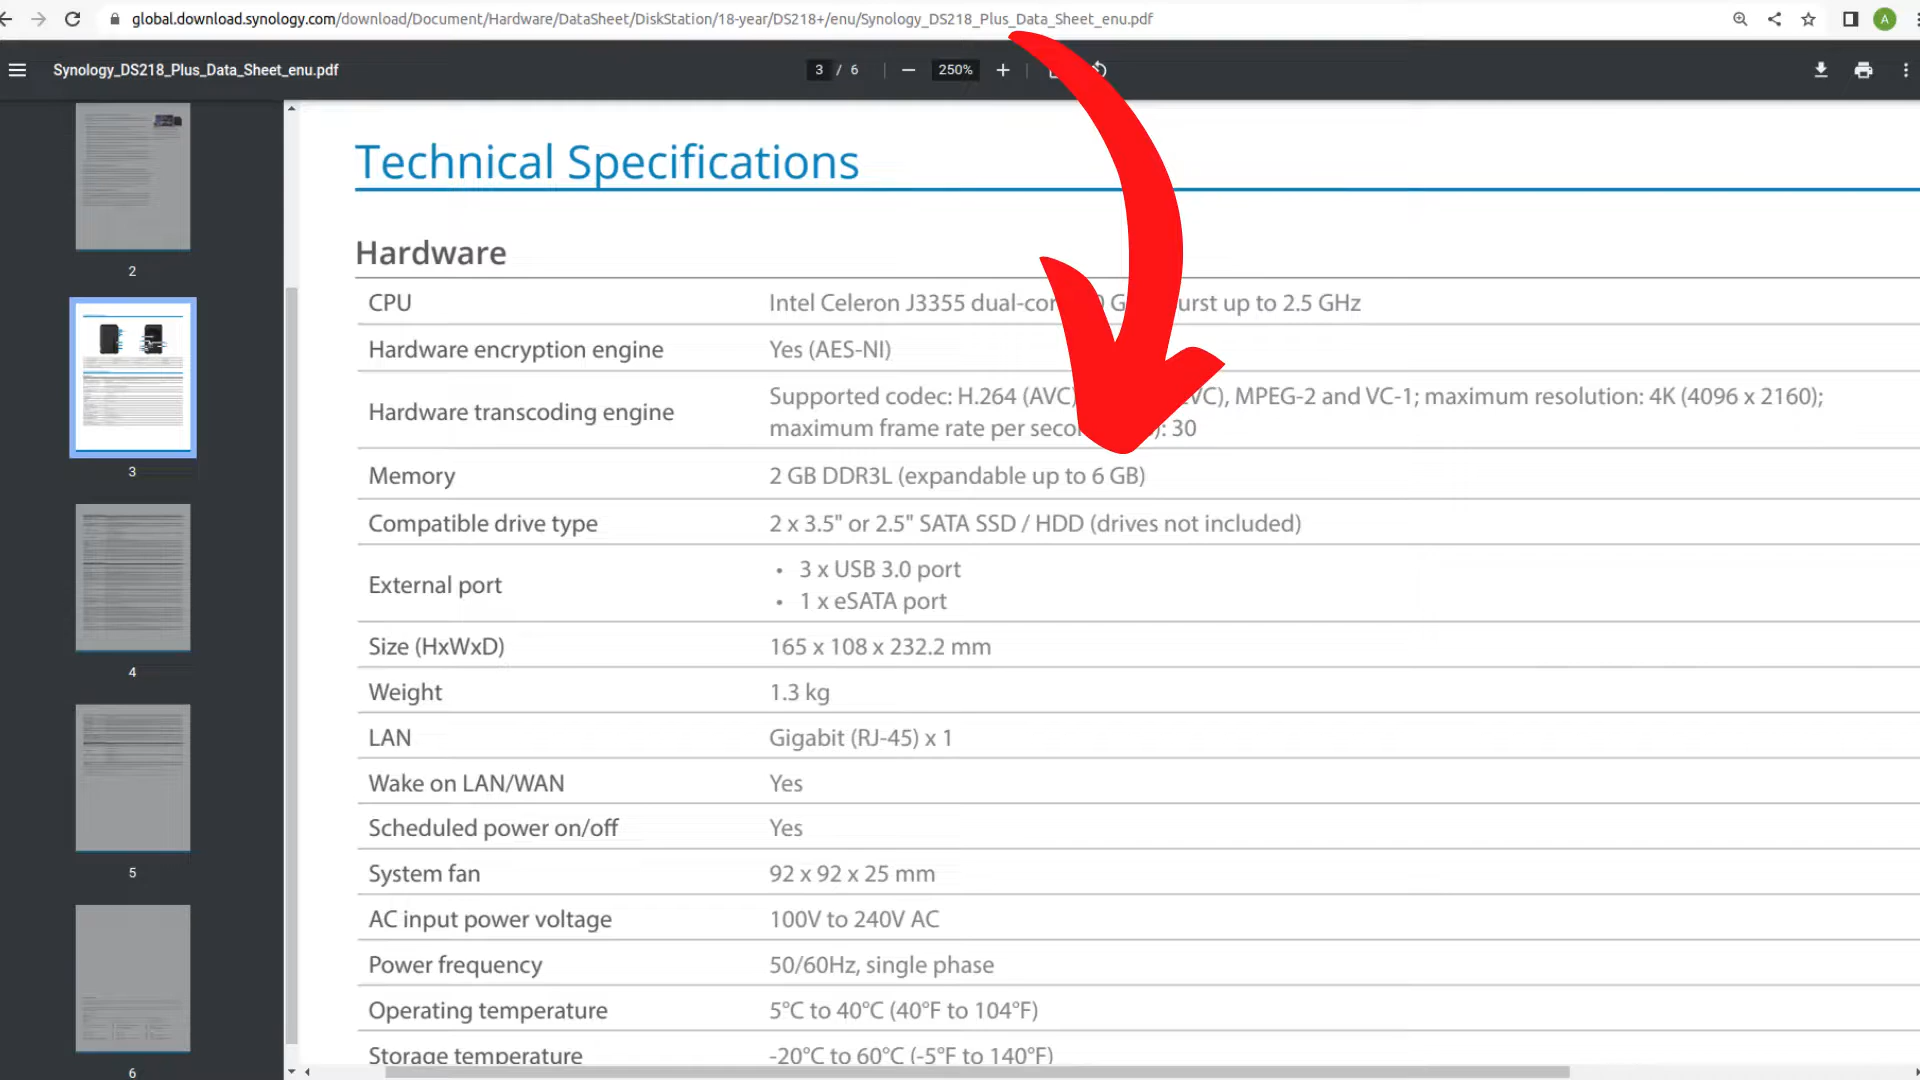 global.download.synology.com/download/Document/Hardware/DataSheet/DiskStation/18-year/DS218+/enu/Synology_DS218_Plus_Data_Sheet_enu.pdf
A
Synology_DS218_Plus_Data_Sheet_enu.pdf
3 / 6
250%
2
3
4
5
6
Technical Specifications
Hardware
CPU Intel Celeron J3355 dual-cor G urst up to 2.5 GHz
Hardware encryption engine Yes (AES-NI)
Hardware transcoding engine
Supported codec: H.264 (AVC) VC), MPEG-2 and VC-1; maximum resolution: 4K (4096 x 2160);
maximum frame rate per seco ): 30
Memory 2 GB DDR3L (expandable up to 6 GB)
Compatible drive type 2 x 3.5" or 2.5" SATA SSD / HDD (drives not included)
External port
• 3 x USB 3.0 port
• 1 x eSATA port
Size (HxWxD) 165 x 108 x 232.2 mm
Weight 1.3 kg
LAN Gigabit (RJ-45) x 1
Wake on LAN/WAN Yes
Scheduled power on/off Yes
System fan 92 x 92 x 25 mm
AC input power voltage 100V to 240V AC
Power frequency 50/60Hz, single phase
Operating temperature 5°C to 40°C (40°F to 104°F)
Storage temperature -20°C to 60°C (-5°F to 140°F)